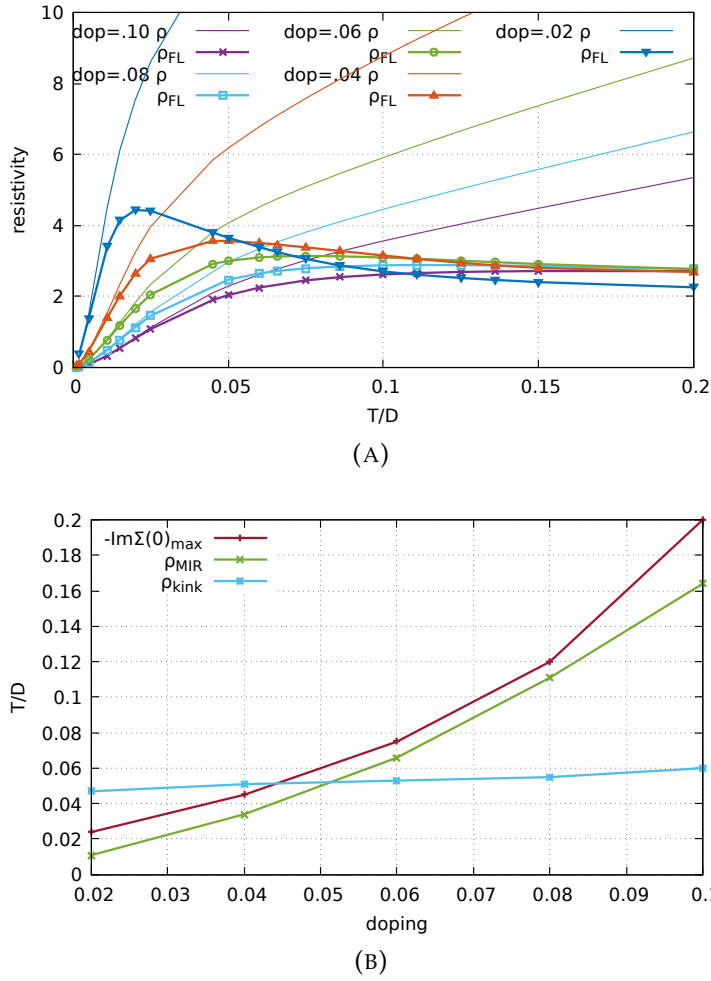 10
8
6
4
2
0
resistivity
dop=.10 ρ
ρFL
dop=.08 ρ
ρFL
dop=.06 ρ
ρFL
dop=.04 ρ
ρFL
dop=.02 ρ
ρFL
0 0.05 0.1 0.15 0.2
T/D
(A)
0.2
0.18
0.16
0.14
0.12
0.1
0.08
0.06
0.04
0.02
0
T/D
-ImΣ(0)max
ρMIR
ρkink
0.02 0.03 0.04 0.05 0.06 0.07 0.08 0.09 0.1
doping
(B)